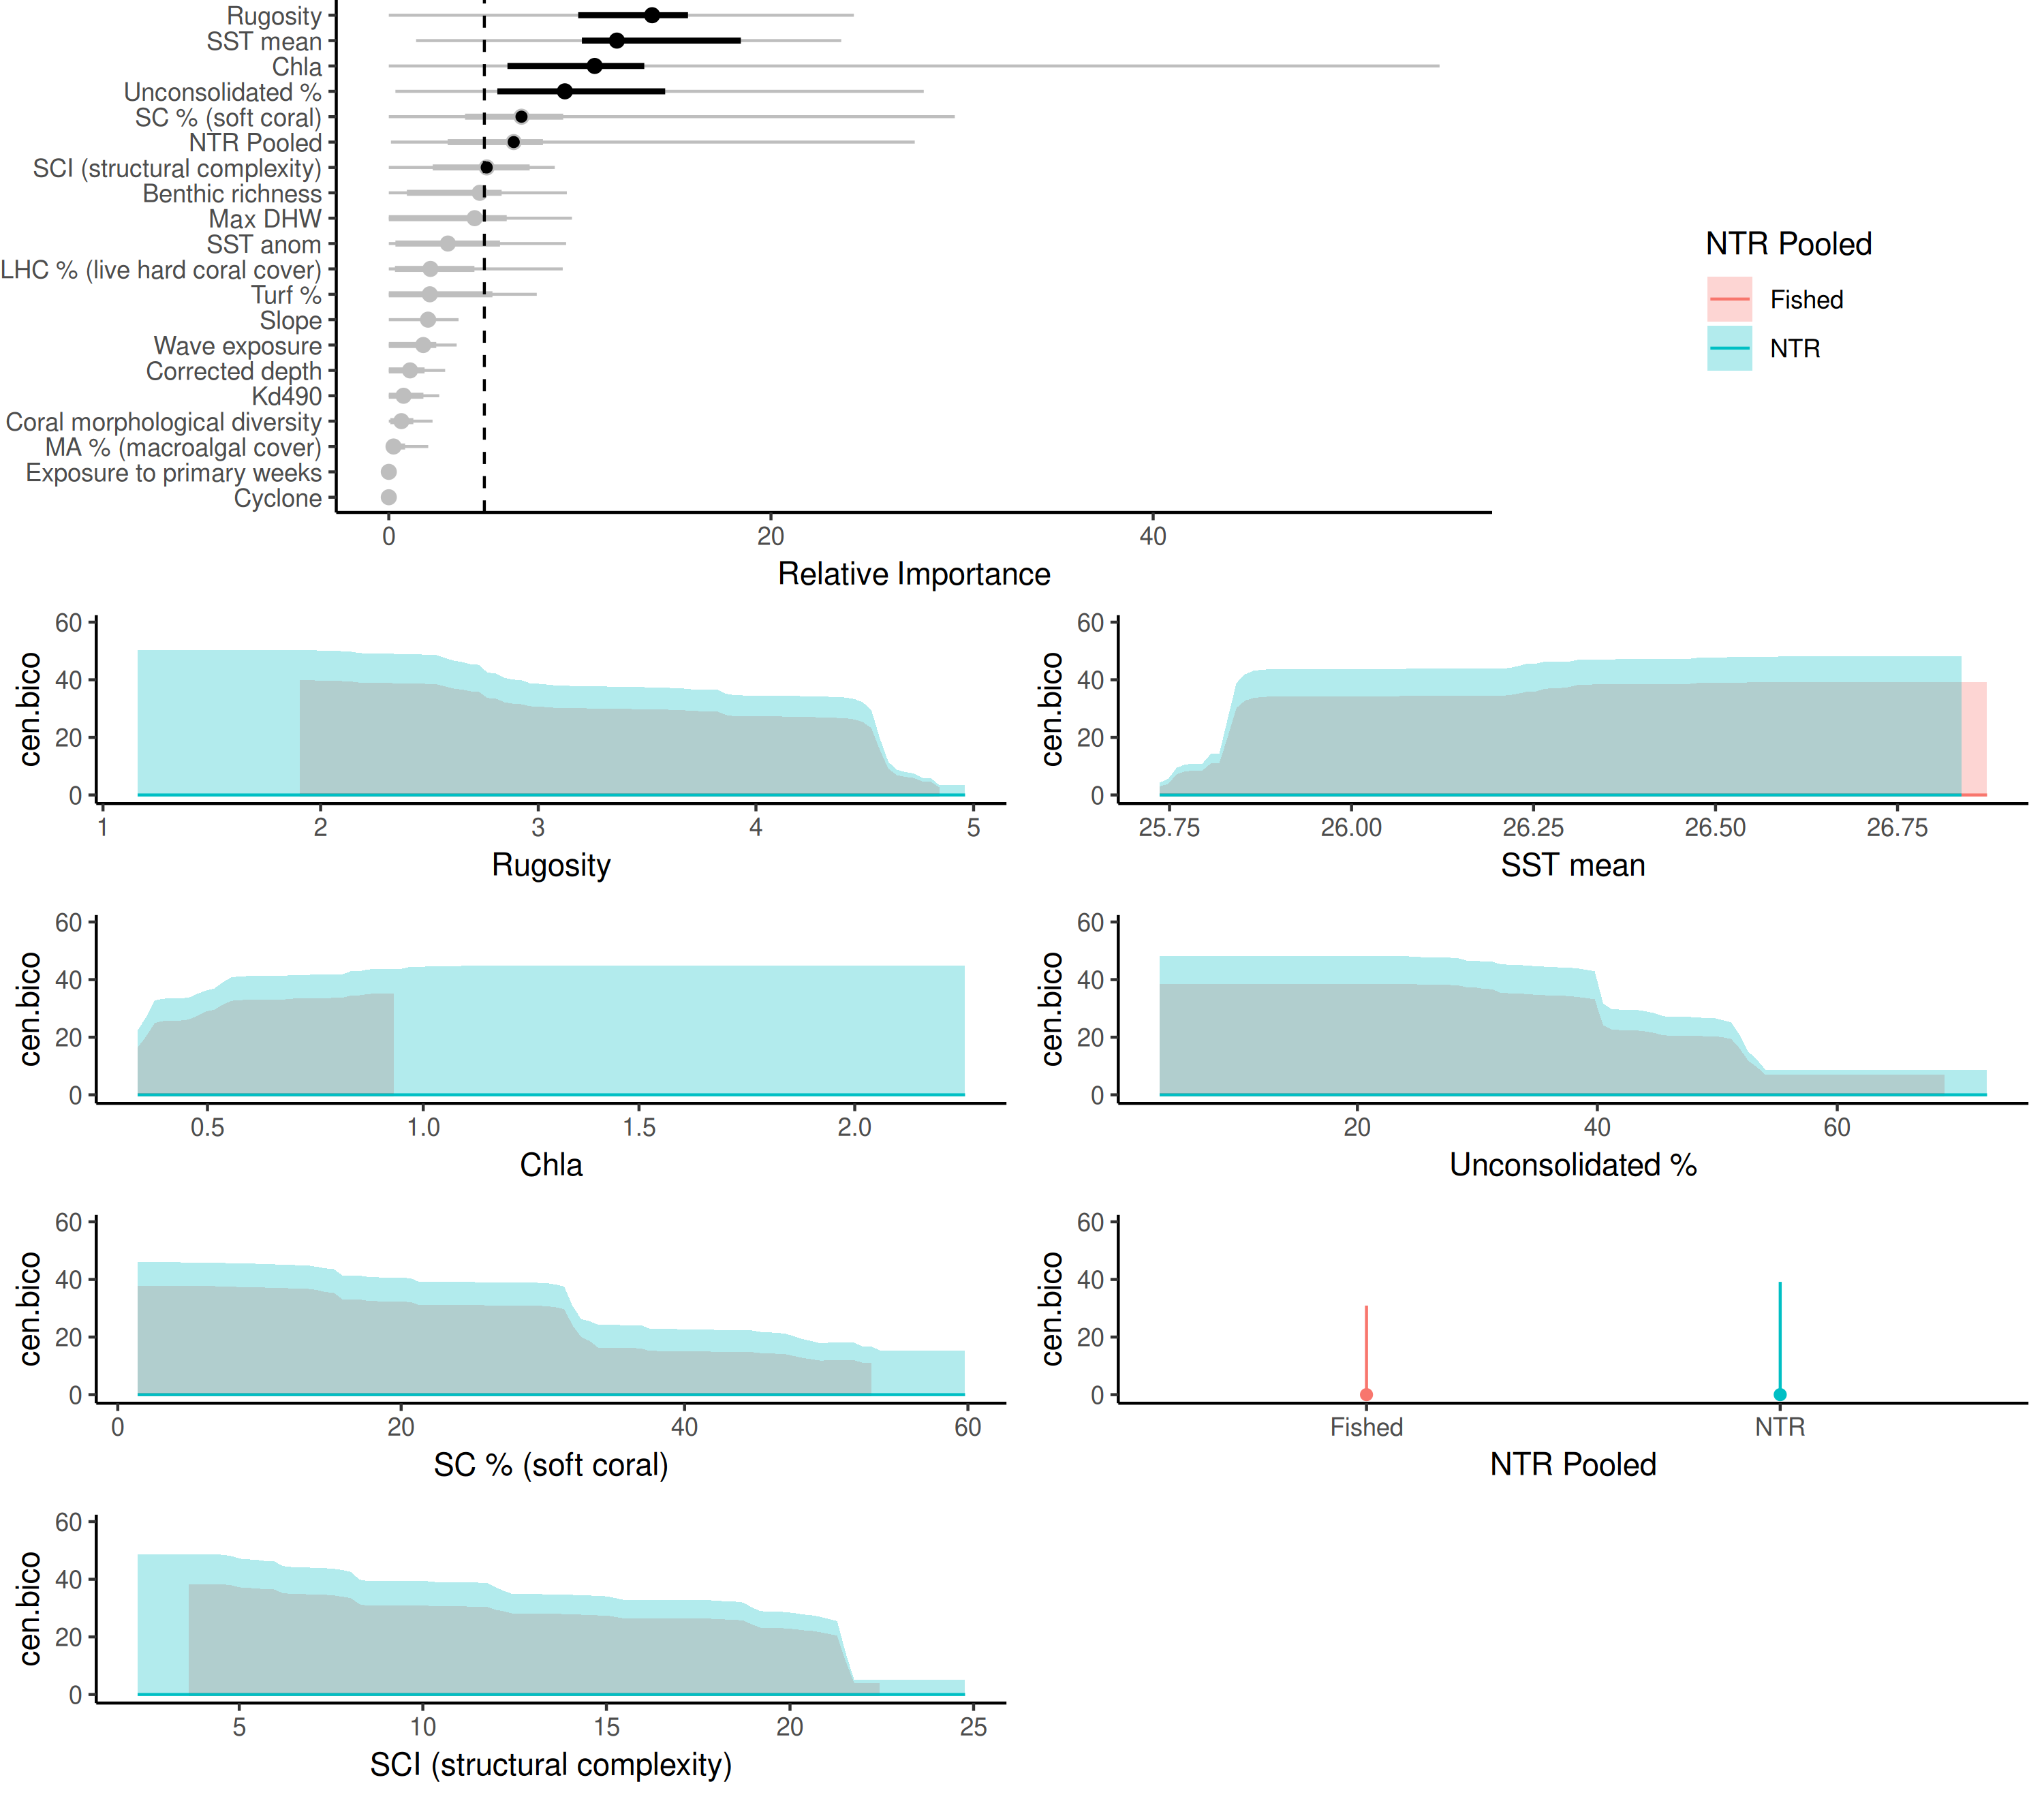 Rugosity
SST mean
Chla
Unconsolidated %
SC % (soft coral)
NTR Pooled
SCI (structural complexity)
Benthic richness
Max DHW
SST anom
LHC % (live hard coral cover)
Turf %
Slope
Wave exposure
Corrected depth
Kd490
Coral morphological diversity
MA % (macroalgal cover)
Exposure to primary weeks
Cyclone
0 20 40
Relative Importance
NTR Pooled
Fished
NTR
60
40
20
0
cen.bico
1 2 3 4 5
Rugosity
60
40
20
0
cen.bico
25.75 26.00 26.25 26.50 26.75
SST mean
60
40
20
0
cen.bico
0.5 1.0 1.5 2.0
Chla
60
40
20
0
cen.bico
20 40 60
Unconsolidated %
60
40
20
0
cen.bico
0 20 40 60
SC % (soft coral)
60
40
20
0
cen.bico
Fished NTR
NTR Pooled
60
40
20
0
cen.bico
5 10 15 20 25
SCI (structural complexity)